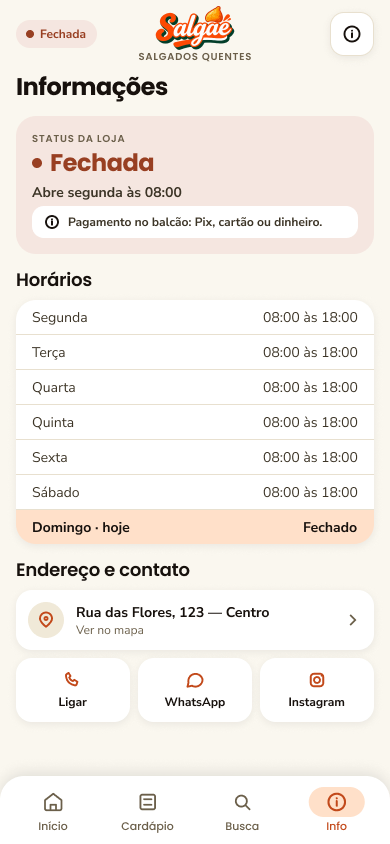 Fechada
Salgaê
SALGADOS QUENTES
Informações
STATUS DA LOJA
Fechada
Abre segunda às 08:00
Pagamento no balcão: Pix, cartão ou dinheiro.
Horários
Segunda 08:00 às 18:00
Terça 08:00 às 18:00
Quarta 08:00 às 18:00
Quinta 08:00 às 18:00
Sexta 08:00 às 18:00
Sábado 08:00 às 18:00
Domingo · hoje Fechado
Endereço e contato
Rua das Flores, 123 — Centro
Ver no mapa
Ligar WhatsApp Instagram
Início Cardápio Busca Info